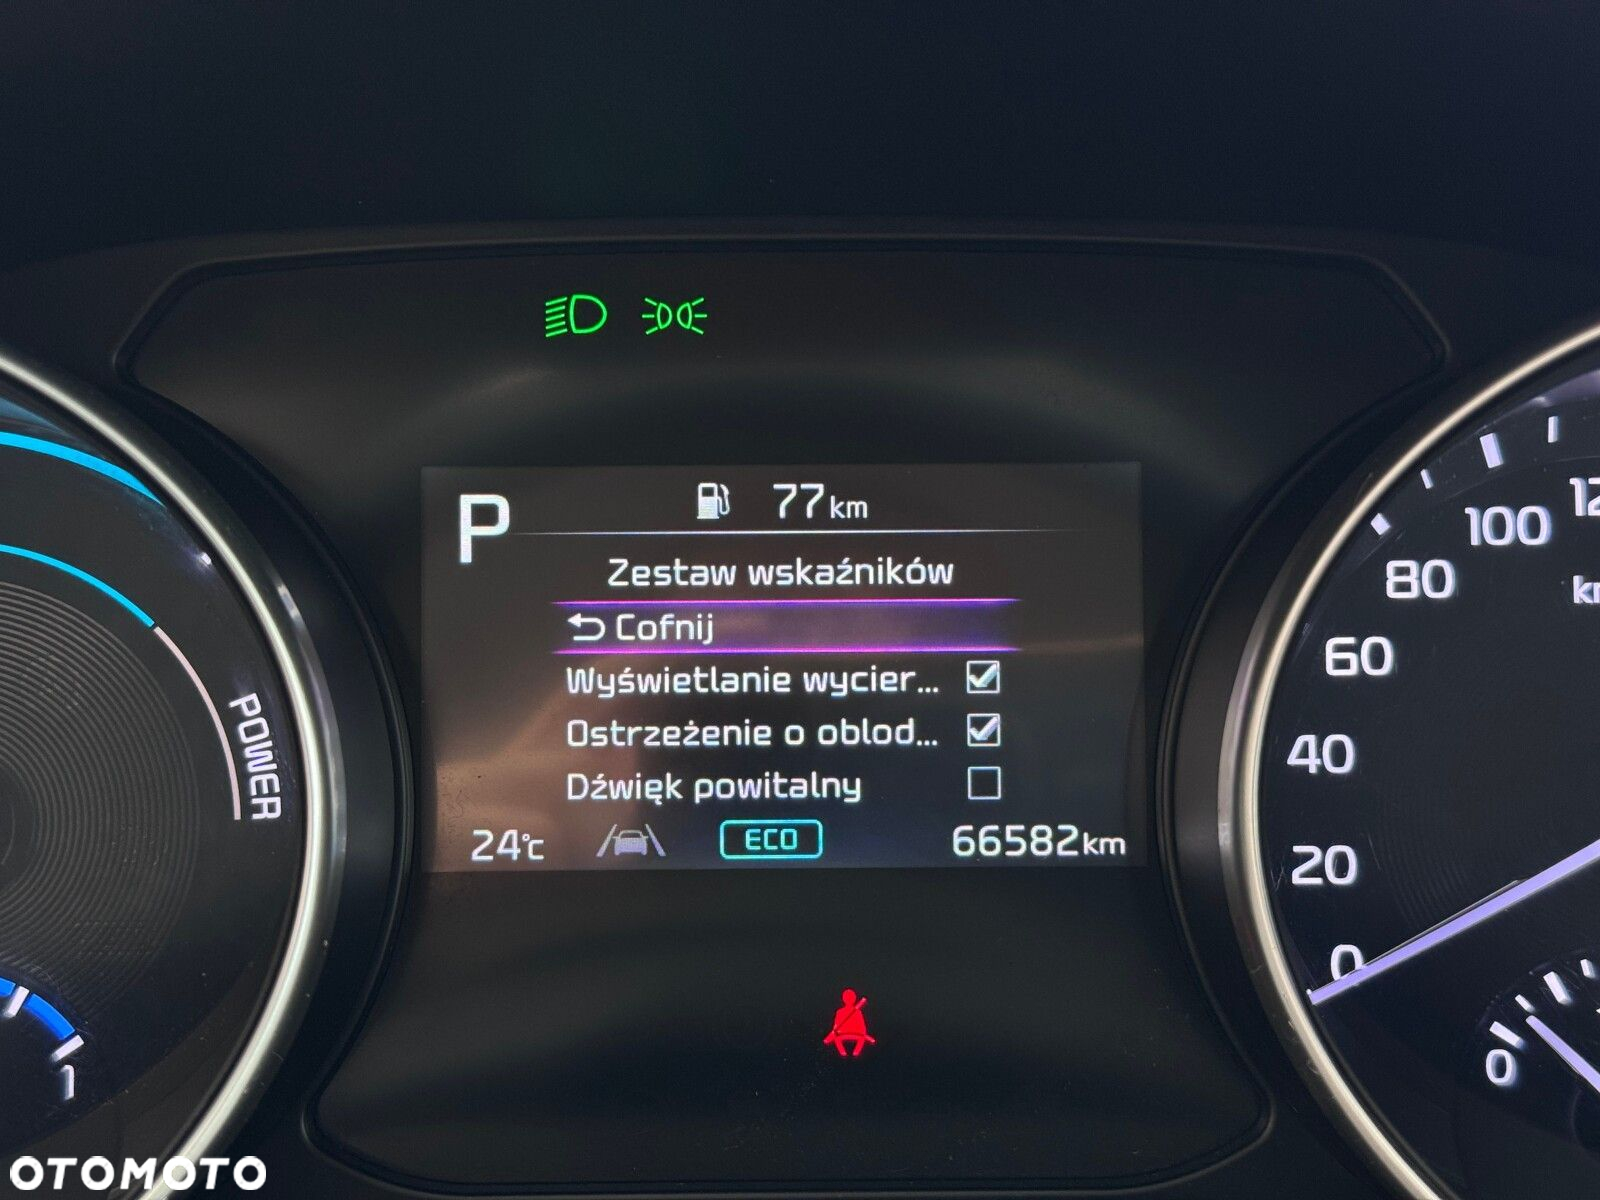 P
77km
Zestaw wskaźników
Cofnij
Wyświetlanie wycier...
Ostrzeżenie o oblod...
Dźwięk powitalny
24°C
ECO
66582km
POWER
1
100
80
60
40
20
0
0
OTOMOTO